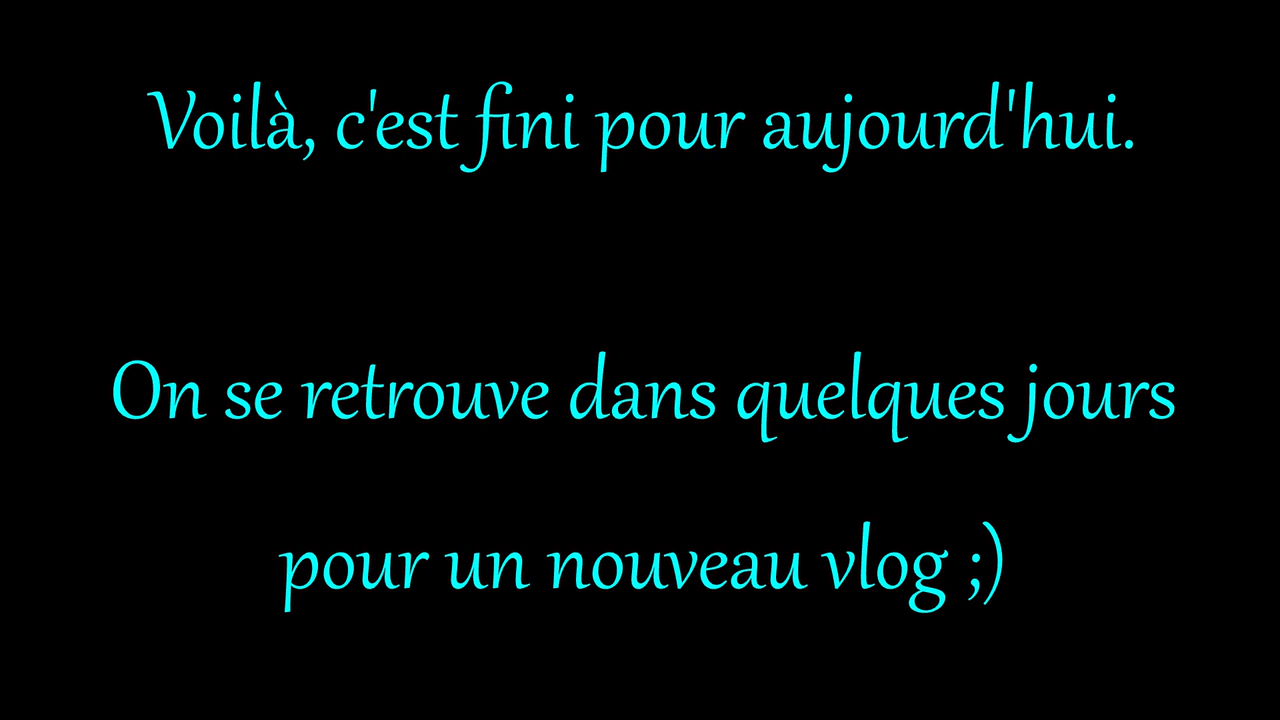 Voilà, c'est fini pour aujourd'hui.
On se retrouve dans quelques jours
pour un nouveau vlog ;)